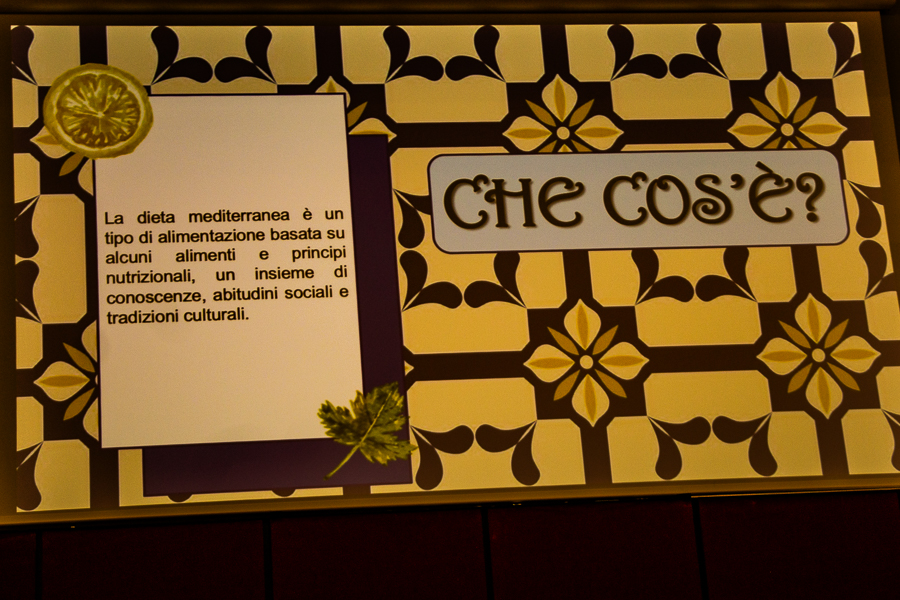 La dieta mediterranea è un
tipo di alimentazione basata su
alcuni alimenti e principi
nutrizionali, un insieme di
conoscenze, abitudini sociali e
tradizioni culturali.
CHE COS'È?